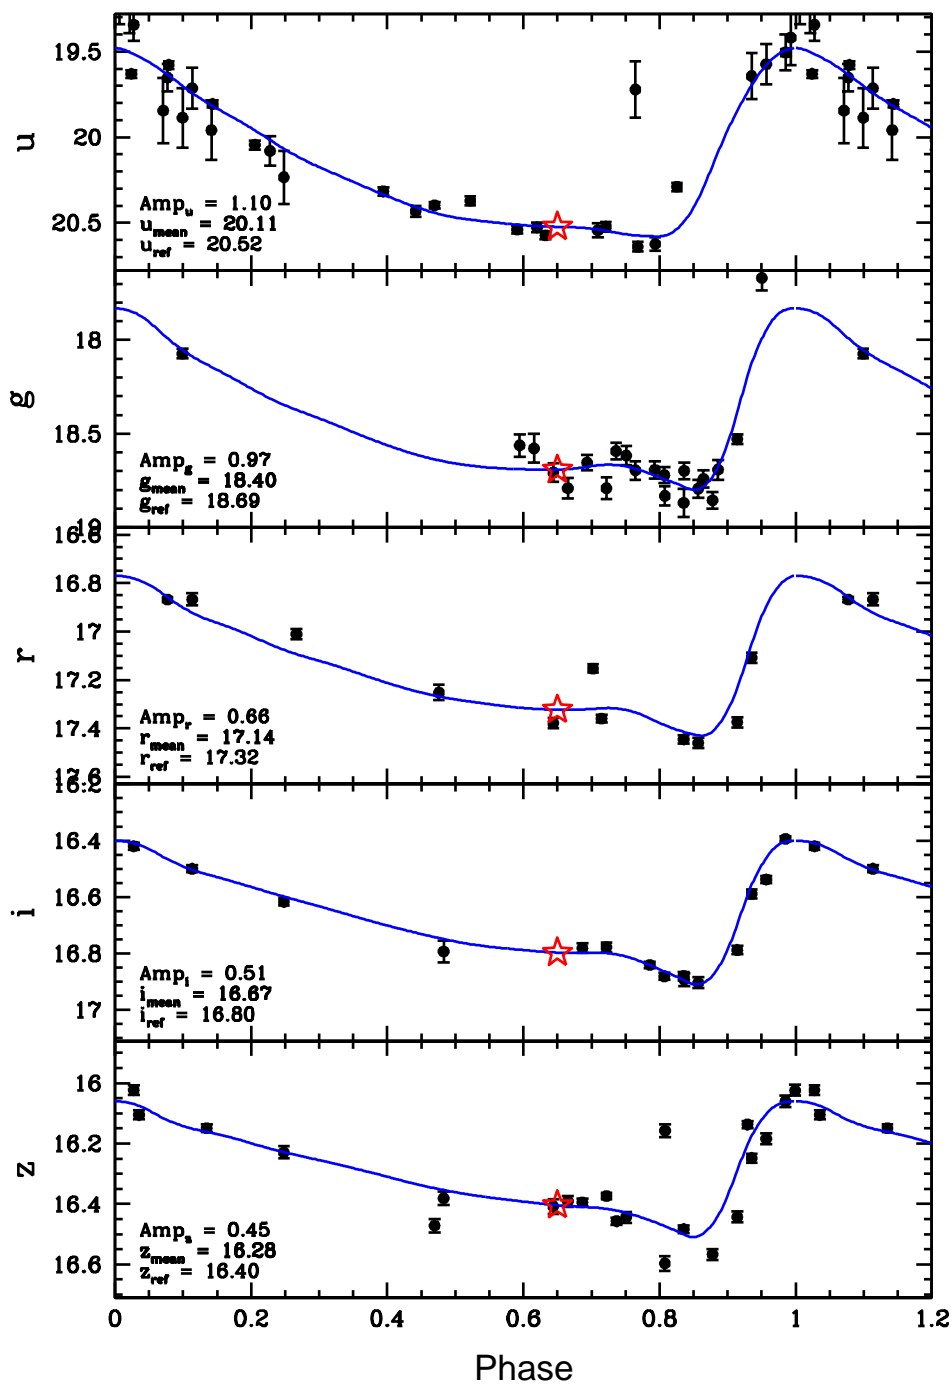 u
19.5
20
20.5
Amp_u = 1.10
u_mean = 20.11
u_ref = 20.52
g
18
18.5
19
Amp_g = 0.97
g_mean = 18.40
g_ref = 18.69
r
16.6
16.8
17
17.2
17.4
17.6
Amp_r = 0.66
r_mean = 17.14
r_ref = 17.32
i
16.2
16.4
16.6
16.8
17
Amp_i = 0.51
i_mean = 16.67
i_ref = 16.80
z
16
16.2
16.4
16.6
Amp_z = 0.45
z_mean = 16.28
z_ref = 16.40
0 0.2 0.4 0.6 0.8 1 1.2
Phase